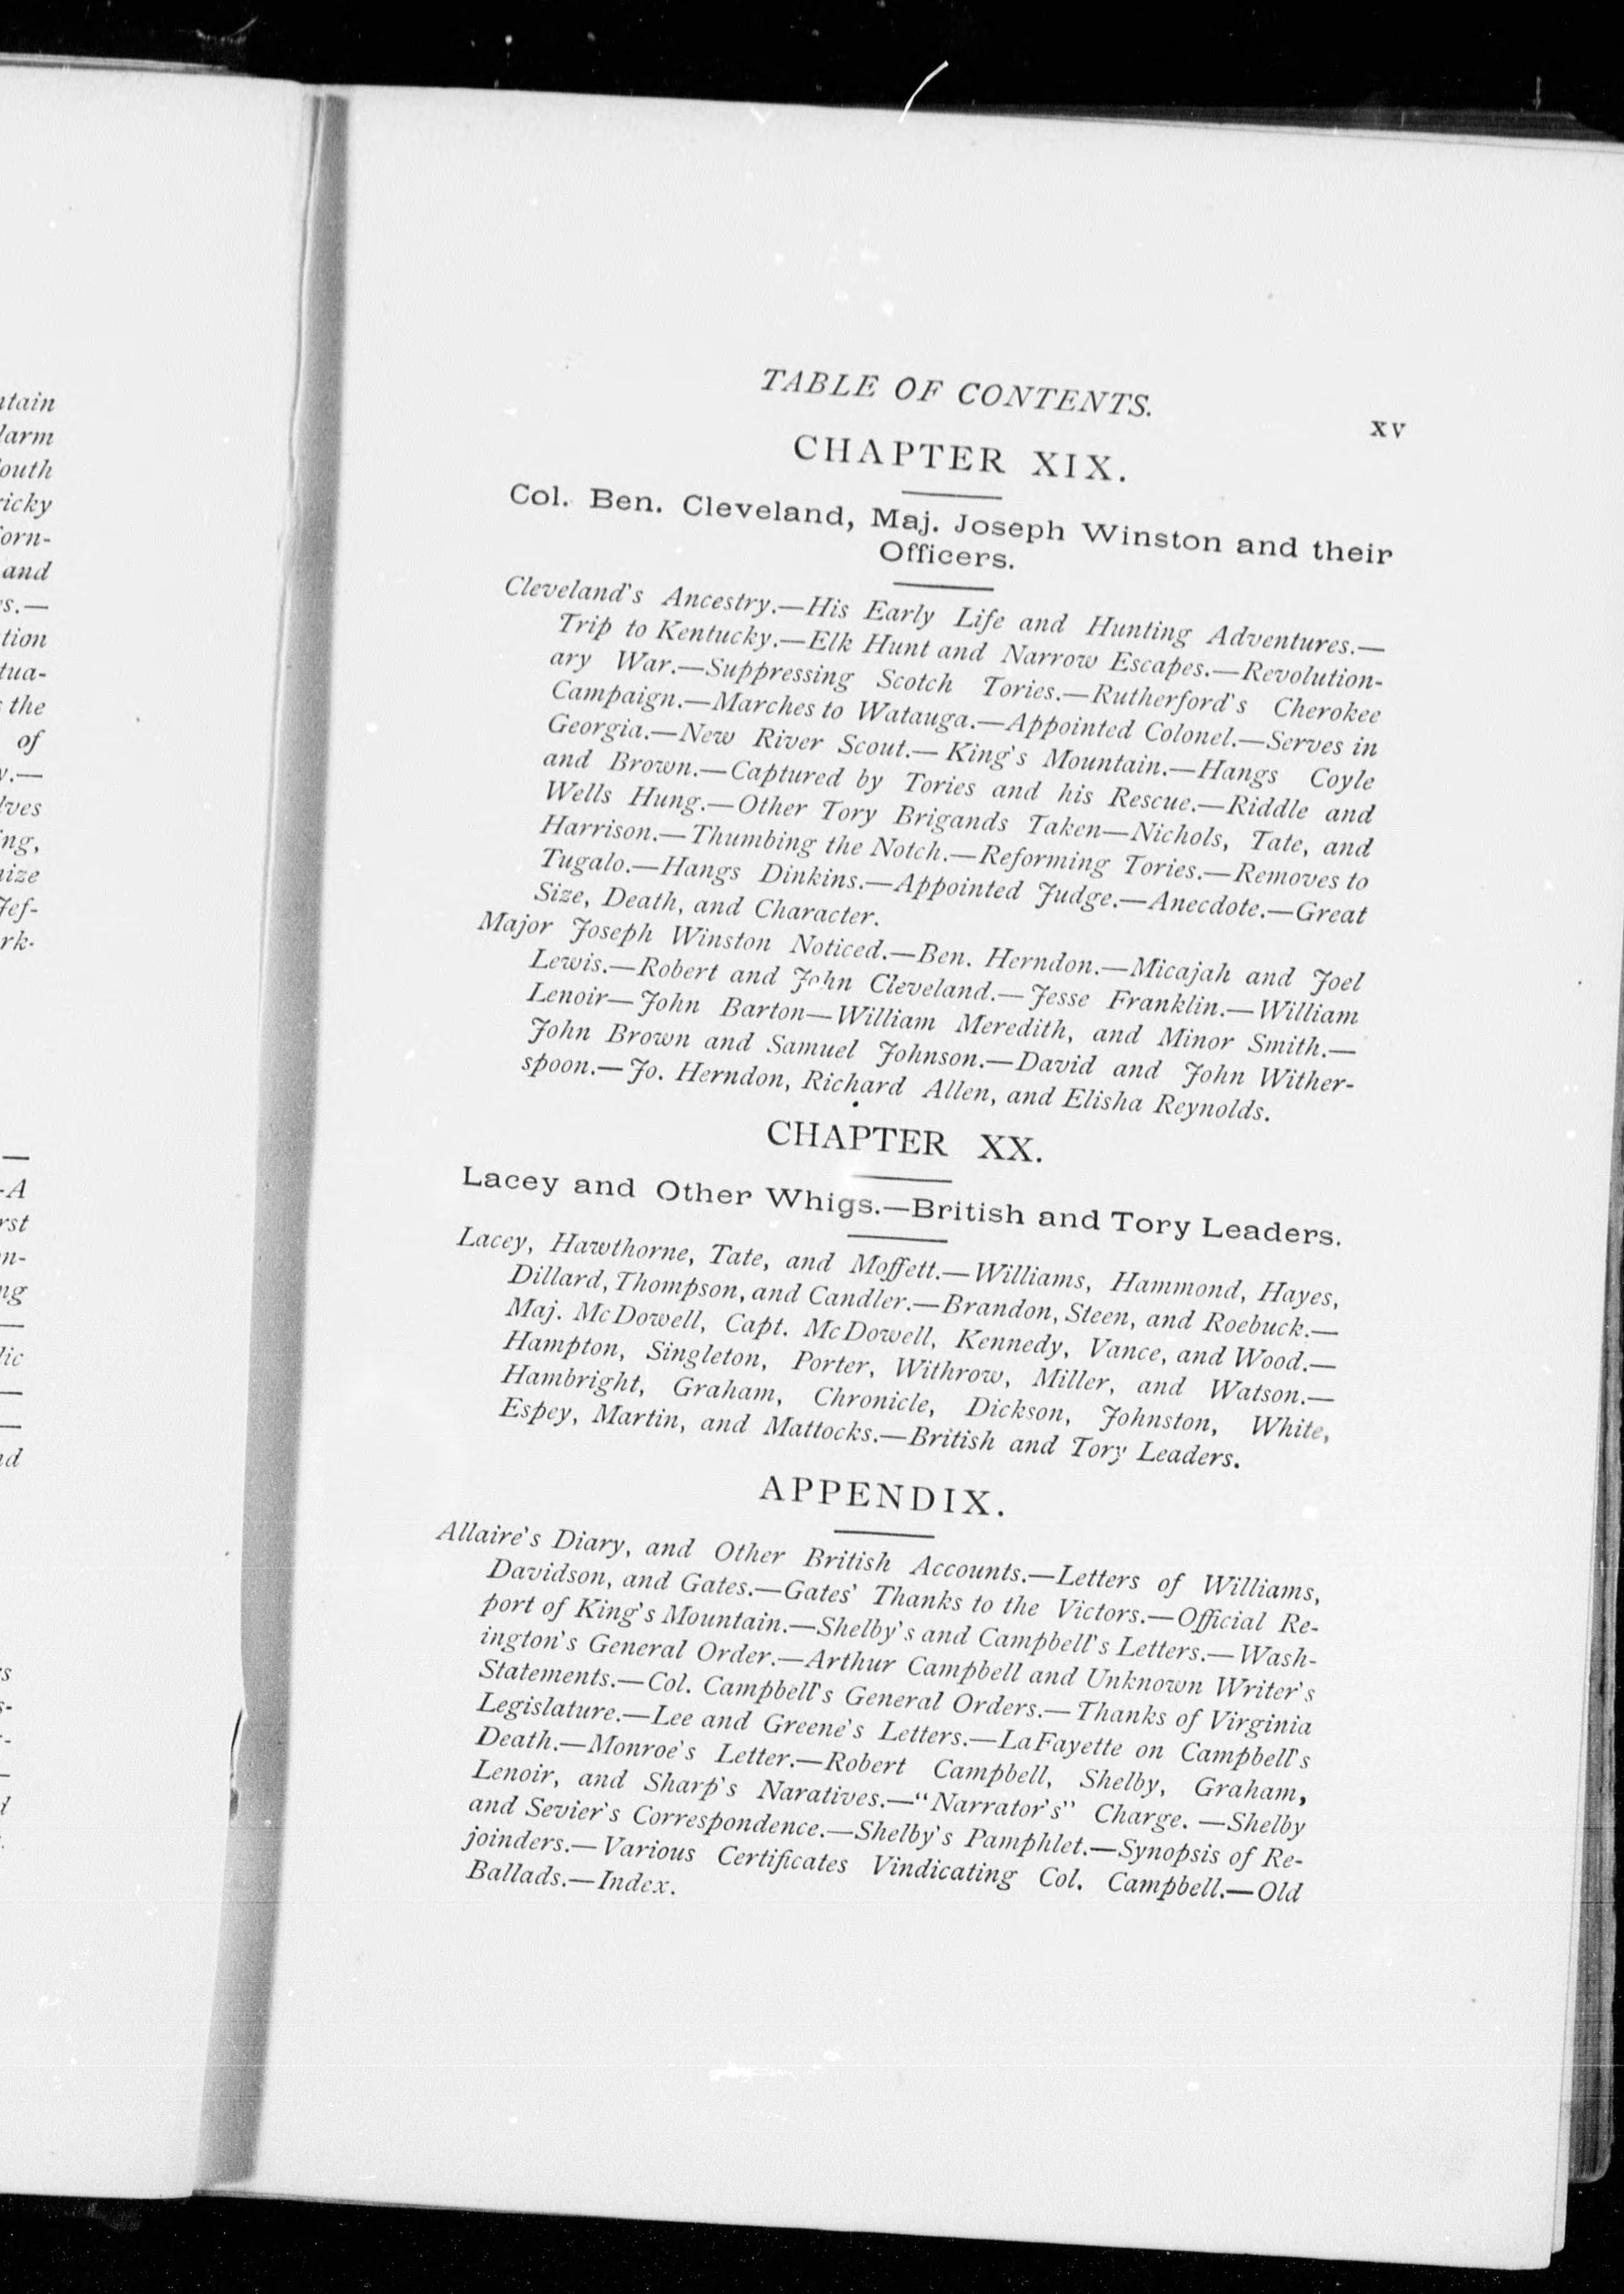 TABLE OF CONTENTS.
xv
CHAPTER XIX.
Col. Ben. Cleveland, Maj. Joseph Winston and their
Officers.
Cleveland's Ancestry.—His Early Life and Hunting Adventures.—
Trip to Kentucky.—Elk Hunt and Narrow Escapes.—Revolution-
ary War.—Suppressing Scotch Tories.—Rutherford's Cherokee
Campaign.—Marches to Watauga.—Appointed Colonel.—Serves in
Georgia.—New River Scout.—King's Mountain.—Hangs Coyle
and Brown.—Captured by Tories and his Rescue.—Riddle and
Wells Hung.—Other Tory Brigands Taken—Nichols, Tate, and
Harrison.—Thumbing the Notch.—Reforming Tories.—Removes to
Tugalo.—Hangs Dinkins.—Appointed Judge.—Anecdote.—Great
Size, Death, and Character.
Major Joseph Winston Noticed.—Ben. Herndon.—Micajah and Joel
Lewis.—Robert and John Cleveland.—Jesse Franklin.—William
Lenoir—John Barton—William Meredith, and Minor Smith.—
John Brown and Samuel Johnson.—David and John Wither-
spoon.—Jo. Herndon, Richard Allen, and Elisha Reynolds.
CHAPTER XX.
Lacey and Other Whigs.—British and Tory Leaders.
Lacey, Hawthorne, Tate, and Moffett.—Williams, Hammond, Hayes,
Dillard, Thompson, and Candler.—Brandon, Steen, and Roebuck.—
Maj. McDowell, Capt. McDowell, Kennedy, Vance, and Wood.—
Hampton, Singleton, Porter, Withrow, Miller, and Watson.—
Hambright, Graham, Chronicle, Dickson, Johnston, White,
Espey, Martin, and Mattocks.—British and Tory Leaders.
APPENDIX.
Allaire's Diary, and Other British Accounts.—Letters of Williams,
Davidson, and Gates.—Gates' Thanks to the Victors.—Official Re-
port of King's Mountain.—Shelby's and Campbell's Letters.—Wash-
ington's General Order.—Arthur Campbell and Unknown Writer's
Statements.—Col. Campbell's General Orders.—Thanks of Virginia
Legislature.—Lee and Greene's Letters.—LaFayette on Campbell's
Death.—Monroe's Letter.—Robert Campbell, Shelby, Graham,
Lenoir, and Sharp's Naratives.—"Narrator's" Charge.—Shelby
and Sevier's Correspondence.—Shelby's Pamphlet.—Synopsis of Re-
joinders.—Various Certificates Vindicating Col. Campbell.—Old
Ballads.—Index.